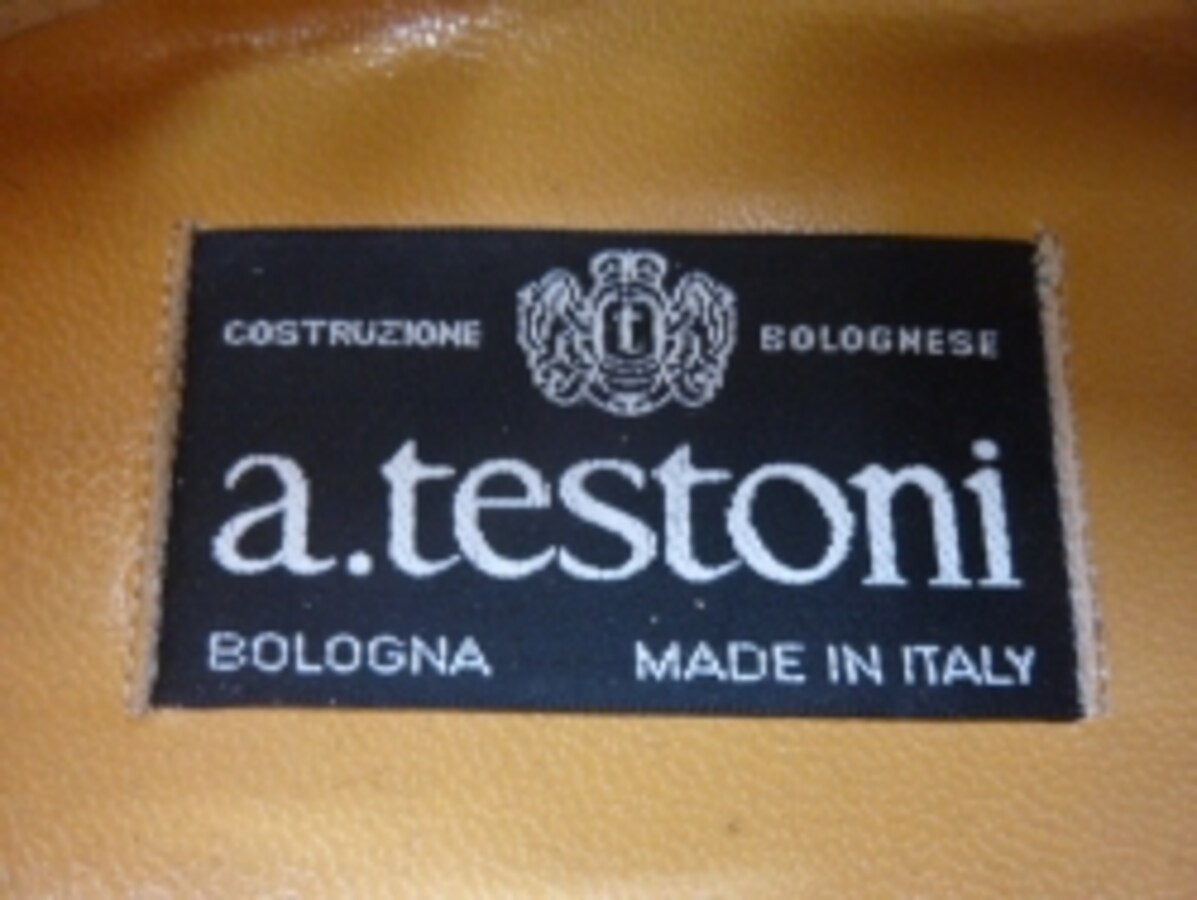 COSTRUZIONE t BOLOGNESE
a.testoni
BOLOGNA MADE IN ITALY